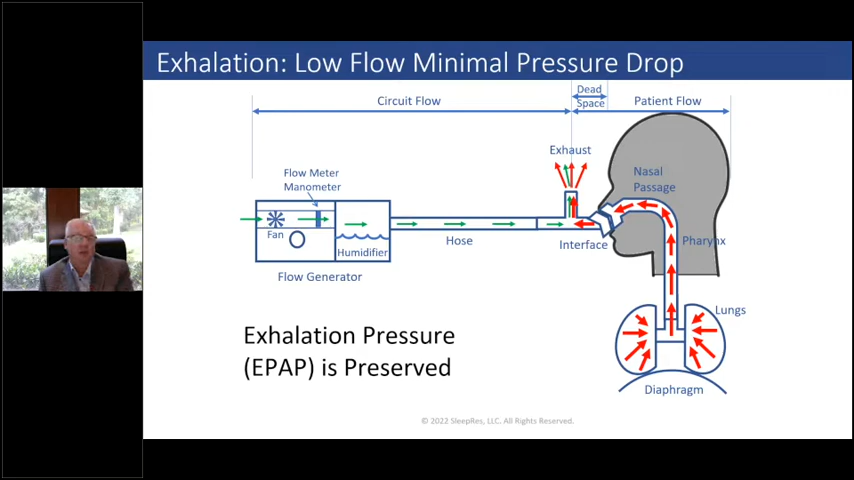 Exhalation: Low Flow Minimal Pressure Drop
Dead
Space
Circuit Flow
Patient Flow
Exhaust
Flow Meter
Manometer
Nasal
Passage
Fan
Hose
Interface
Pharynx
Humidifier
Flow Generator
Lungs
Exhalation Pressure
(EPAP) is Preserved
Diaphragm
© 2022 SleepRes, LLC. All Rights Reserved.